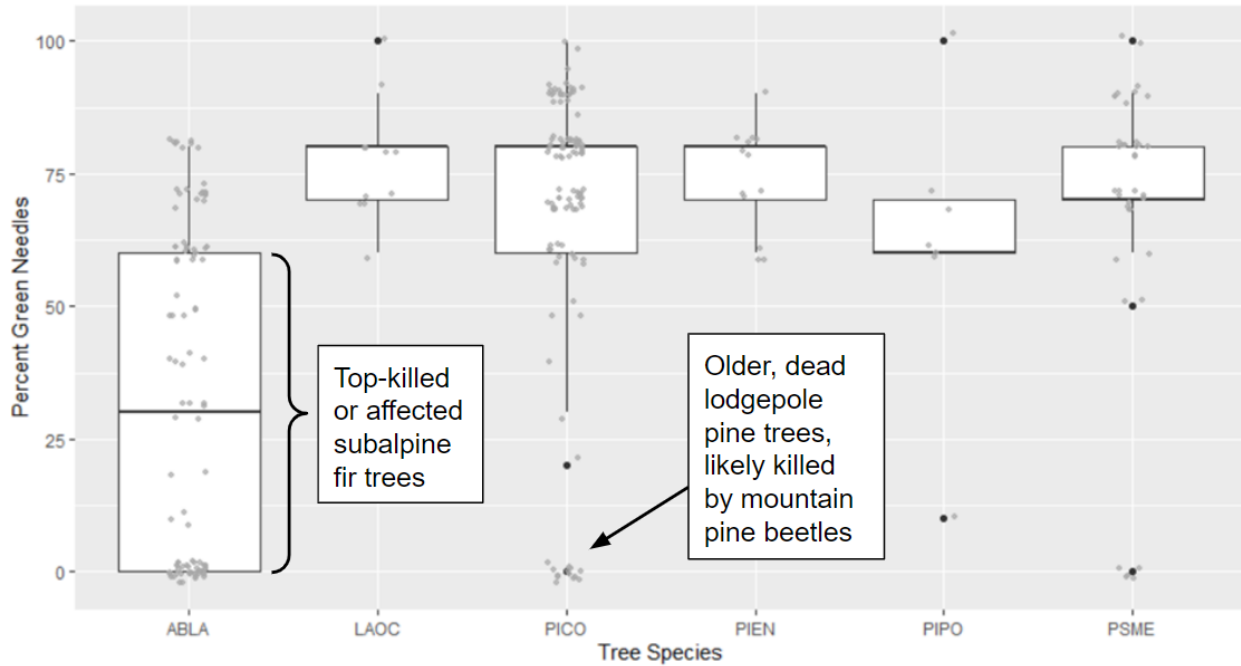 100
75
50
25
0
Percent Green Needles
Top-killed
or affected
subalpine
fir trees
Older, dead
lodgepole
pine trees,
likely killed
by mountain
pine beetles
ABLA LAOC PICO PIEN PIPO PSME
Tree Species